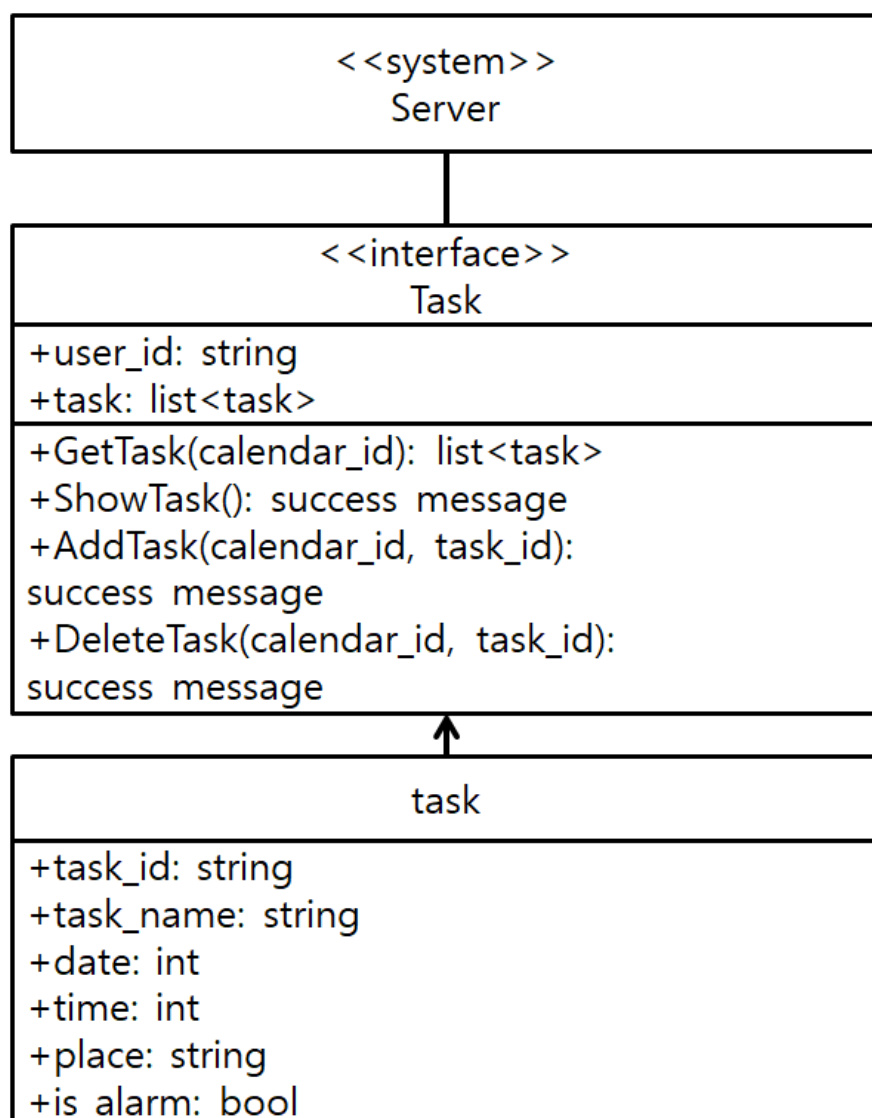 <<system>>
Server
<<interface>>
Task
+user_id: string
+task: list<task>
+GetTask(calendar_id): list<task>
+ShowTask(): success message
+AddTask(calendar_id, task_id):
success message
+DeleteTask(calendar_id, task_id):
success message
task
+task_id: string
+task_name: string
+date: int
+time: int
+place: string
+is_alarm: bool